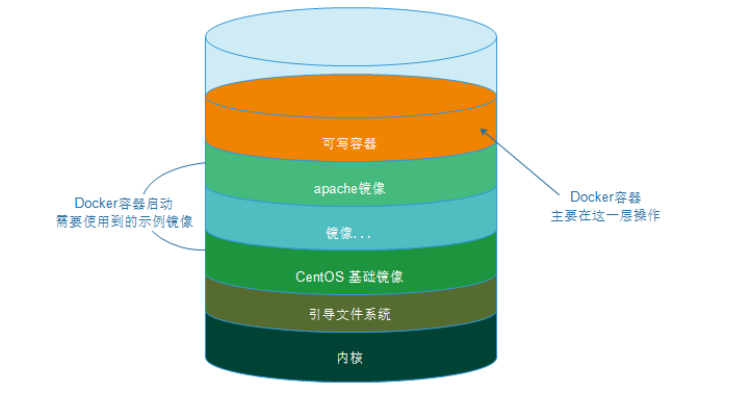 可写容器
apache镜像
Docker容器启动
需要使用到的示例镜像
Docker容器
主要在这一层操作
镜像...
CentOS 基础镜像
引导文件系统
内核